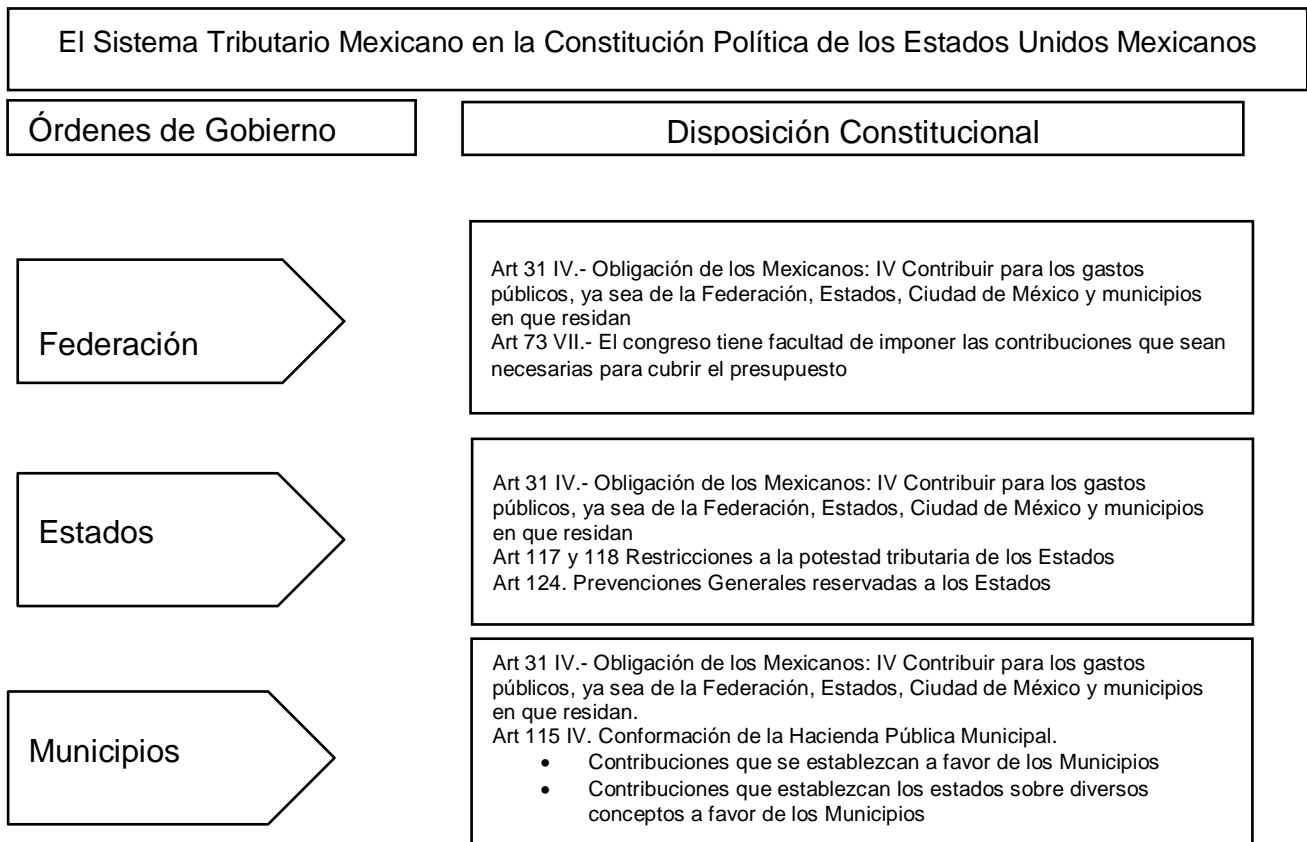 El Sistema Tributario Mexicano en la Constitución Política de los Estados Unidos Mexicanos
Órdenes de Gobierno
Disposición Constitucional
Federación
Art 31 IV.- Obligación de los Mexicanos: IV Contribuir para los gastos
públicos, ya sea de la Federación, Estados, Ciudad de México y municipios
en que residan
Art 73 VII.- El congreso tiene facultad de imponer las contribuciones que sean
necesarias para cubrir el presupuesto
Estados
Art 31 IV.- Obligación de los Mexicanos: IV Contribuir para los gastos
públicos, ya sea de la Federación, Estados, Ciudad de México y municipios
en que residan
Art 117 y 118 Restricciones a la potestad tributaria de los Estados
Art 124. Prevenciones Generales reservadas a los Estados
Municipios
Art 31 IV.- Obligación de los Mexicanos: IV Contribuir para los gastos
públicos, ya sea de la Federación, Estados, Ciudad de México y municipios
en que residan.
Art 115 IV. Conformación de la Hacienda Pública Municipal.
• Contribuciones que se establezcan a favor de los Municipios
• Contribuciones que establezcan los estados sobre diversos
conceptos a favor de los Municipios